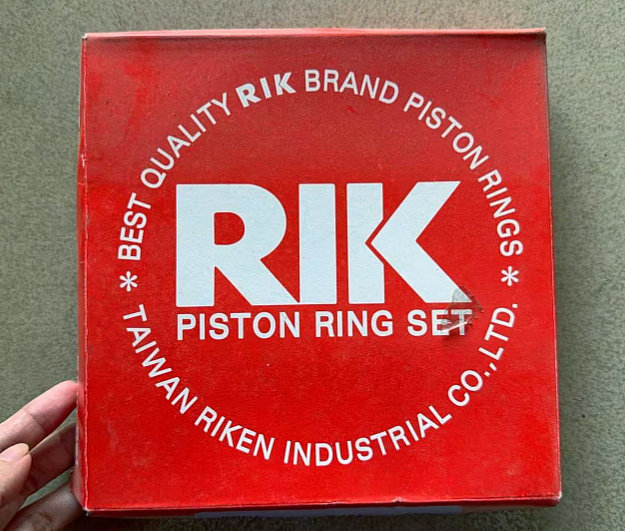 * BEST QUALITY RIK BRAND PISTON RINGS *
RIK
PISTON RING SET
TAIWAN RIKEN INDUSTRIAL CO.,LTD.